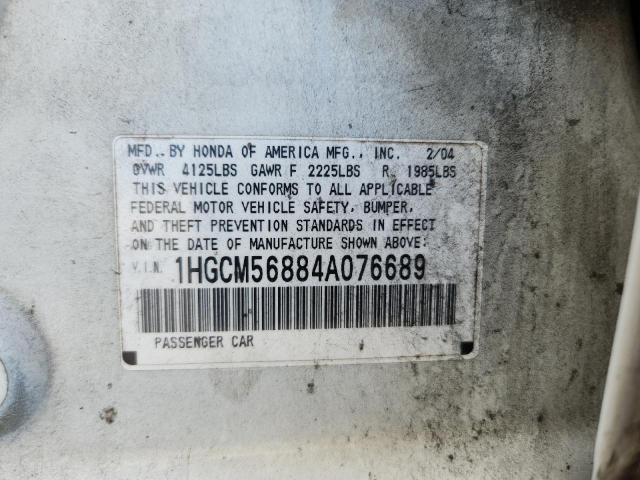 MFD. BY HONDA OF AMERICA MFG., INC. 2/04
GVWR 4125LBS GAWR F 2225LBS R 1985LBS
THIS VEHICLE CONFORMS TO ALL APPLICABLE
FEDERAL MOTOR VEHICLE SAFETY, BUMPER,
AND THEFT PREVENTION STANDARDS IN EFFECT
ON THE DATE OF MANUFACTURE SHOWN ABOVE:
V.I.N. 1HGCM56884A076689
PASSENGER CAR